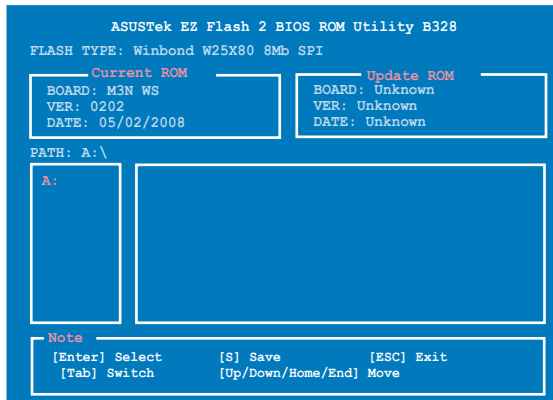 ASUSTek EZ Flash 2 BIOS ROM Utility B328
FLASH TYPE: Winbond W25X80 8Mb SPI
Current ROM
BOARD: M3N WS
VER: 0202
DATE: 05/02/2008
Update ROM
BOARD: Unknown
VER: Unknown
DATE: Unknown
PATH: A:\
A:
Note
[Enter] Select [S] Save [ESC] Exit
[Tab] Switch [Up/Down/Home/End] Move